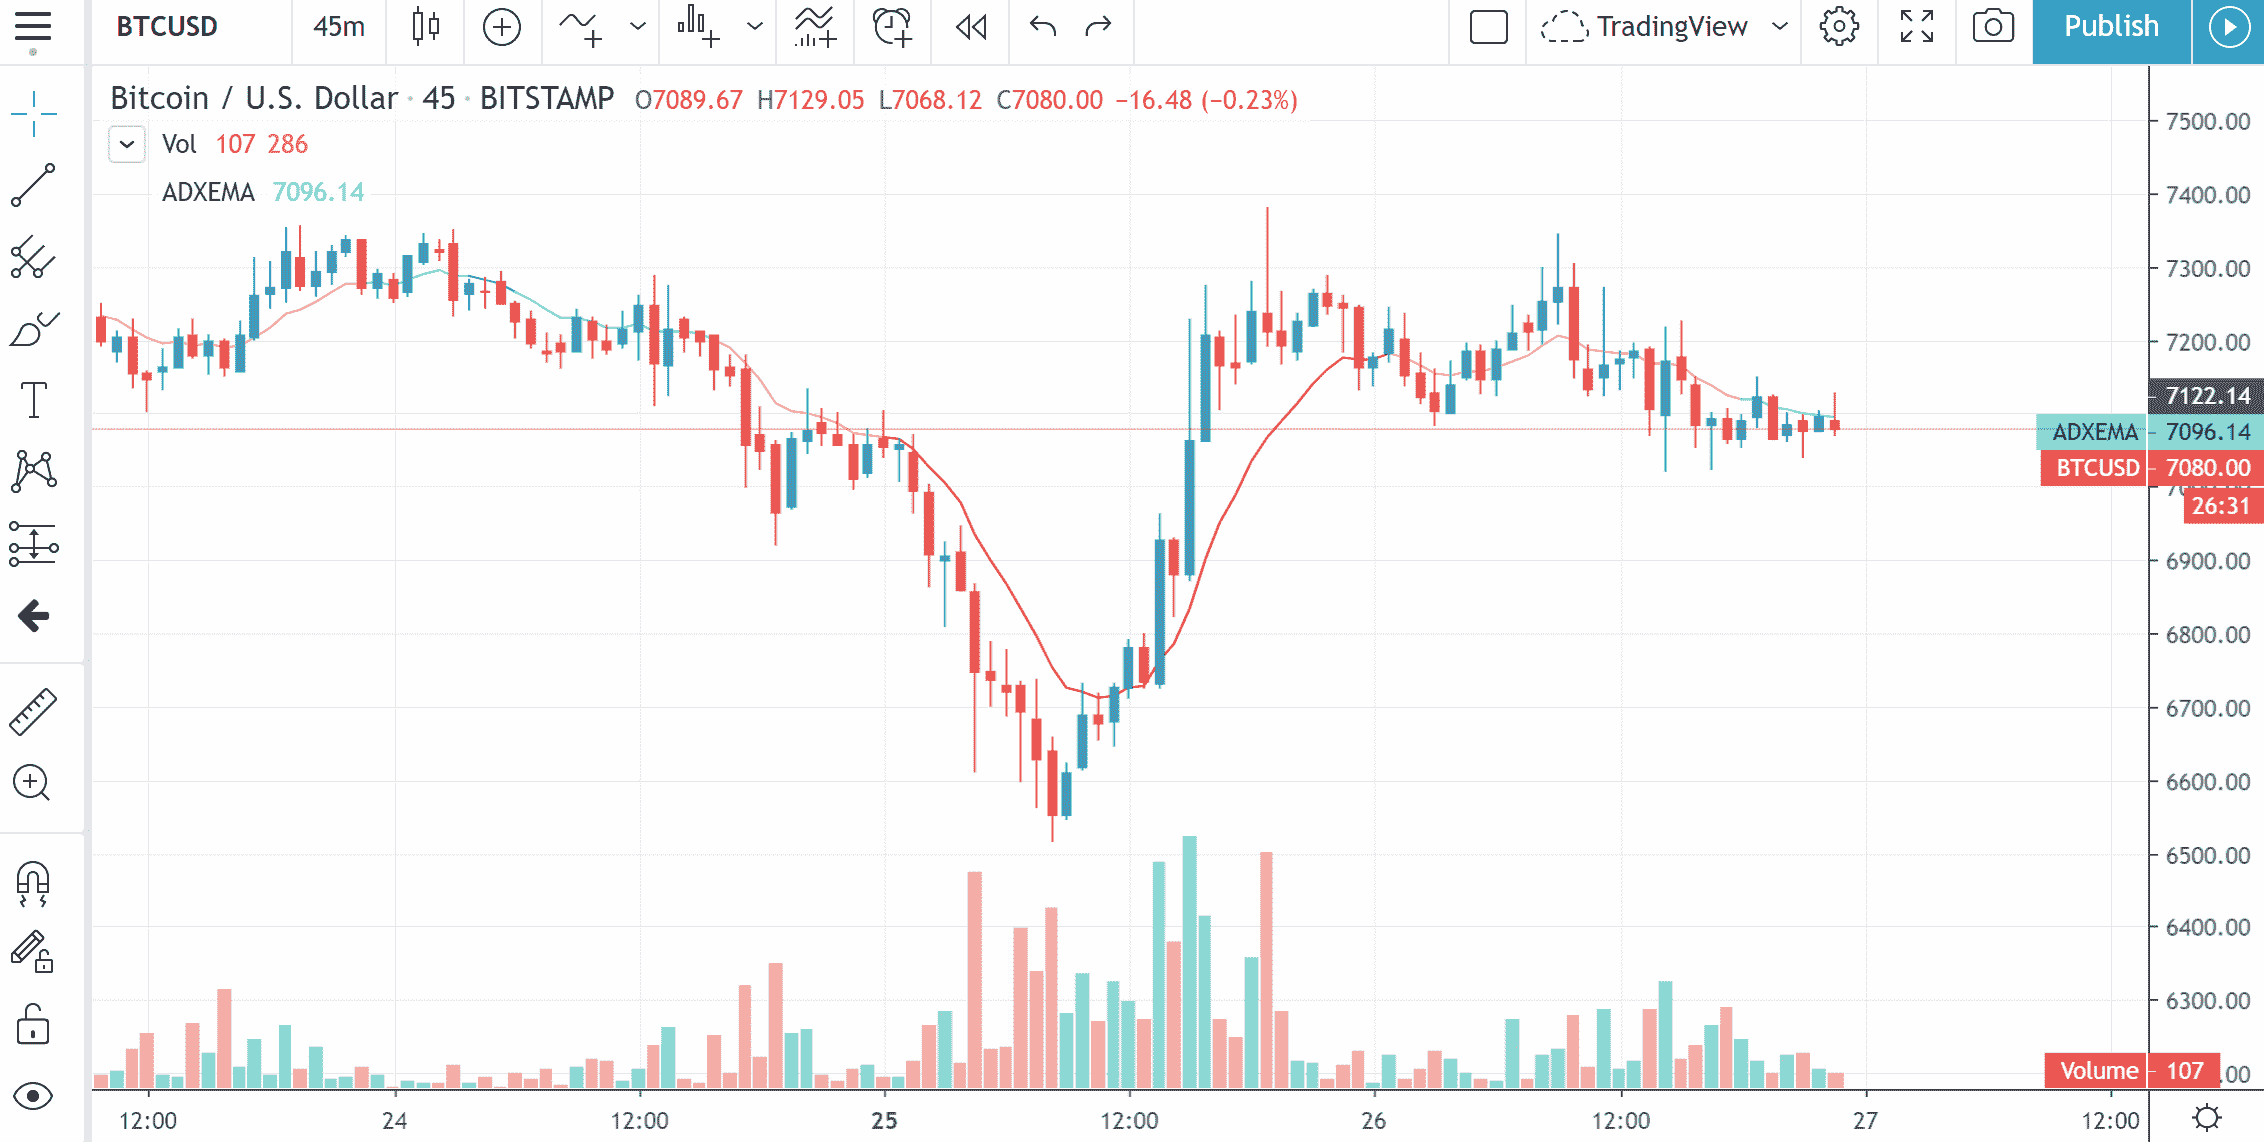 BTCUSD 45m TradingView Publish
Bitcoin / U.S. Dollar · 45 · BITSTAMP O7089.67 H7129.05 L7068.12 C7080.00 −16.48 (−0.23%)
Vol 107 286
ADXEMA 7096.14
T
7500.00
7400.00
7300.00
7200.00
7122.14
ADXEMA 7096.14
BTCUSD 7080.00
26:31
6900.00
6800.00
6700.00
6600.00
6500.00
6400.00
6300.00
Volume 107
12:00 24 12:00 25 12:00 26 12:00 27 12:00